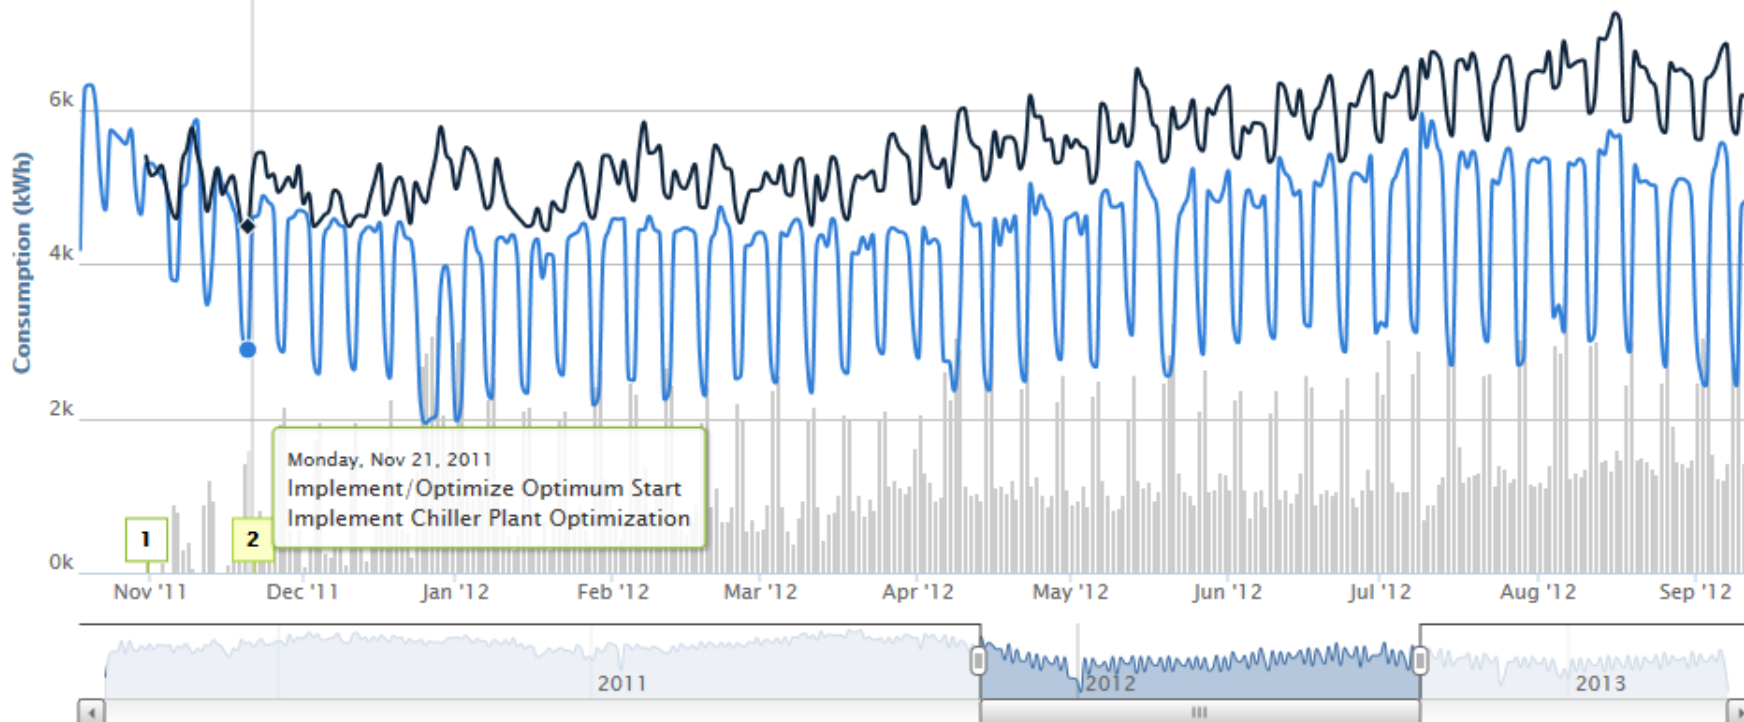 6k
4k
2k
0k
Consumption (kWh)
Monday, Nov 21, 2011
Implement/Optimize Optimum Start
Implement Chiller Plant Optimization
1
2
Nov '11
Dec '11
Jan '12
Feb '12
Mar '12
Apr '12
May '12
Jun '12
Jul '12
Aug '12
Sep '12
2011
2012
2013